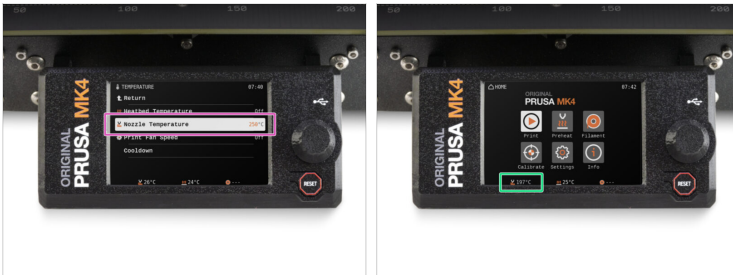 50
100
150
200
TEMPERATURE 07:40
Return
Heatbed Temperature Off
Nozzle Temperature 250°C
Print Fan Speed Off
Cooldown
26°C 24°C ---
ORIGINAL
PRUSA MK4
RESET
50
100
150
200
HOME 07:42
ORIGINAL
PRUSA MK4
Print Preheat Filament
Calibrate Settings Info
197°C 25°C ---
ORIGINAL
PRUSA MK4
RESET